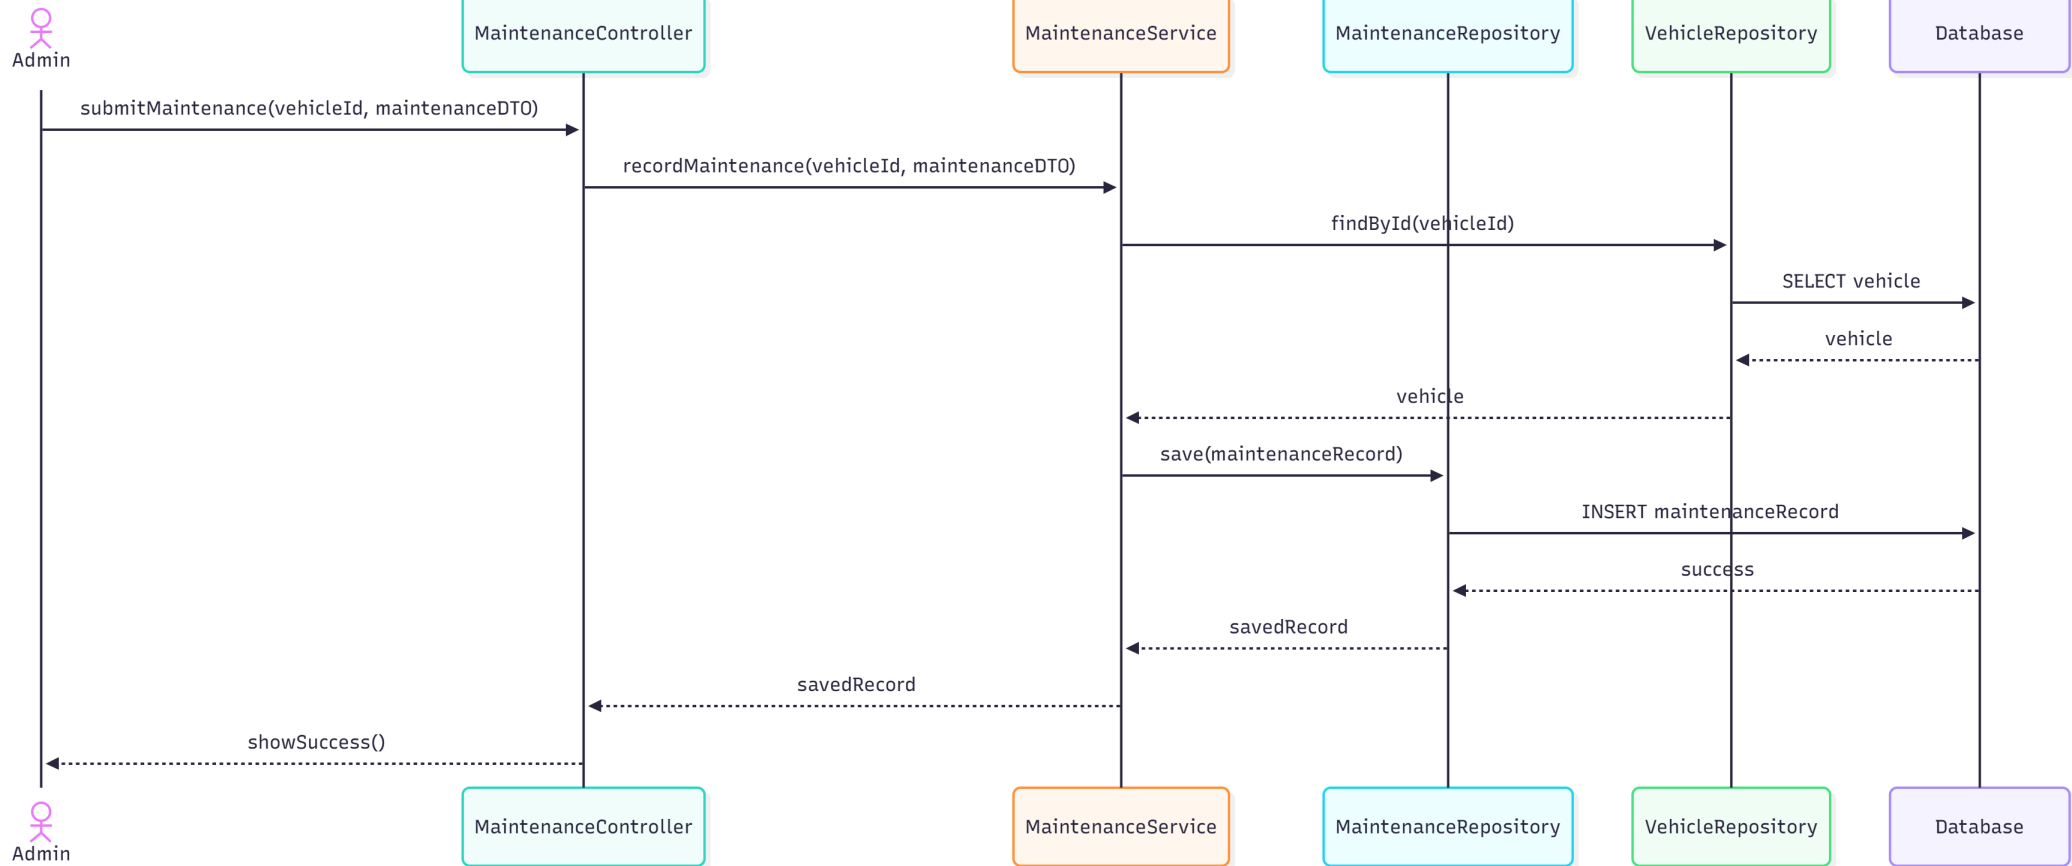 Admin
MaintenanceController
MaintenanceService
MaintenanceRepository
VehicleRepository
Database
submitMaintenance(vehicleId, maintenanceDTO)
recordMaintenance(vehicleId, maintenanceDTO)
findById(vehicleId)
SELECT vehicle
vehicle
vehicle
save(maintenanceRecord)
INSERT maintenanceRecord
success
savedRecord
savedRecord
showSuccess()
Admin
MaintenanceController
MaintenanceService
MaintenanceRepository
VehicleRepository
Database